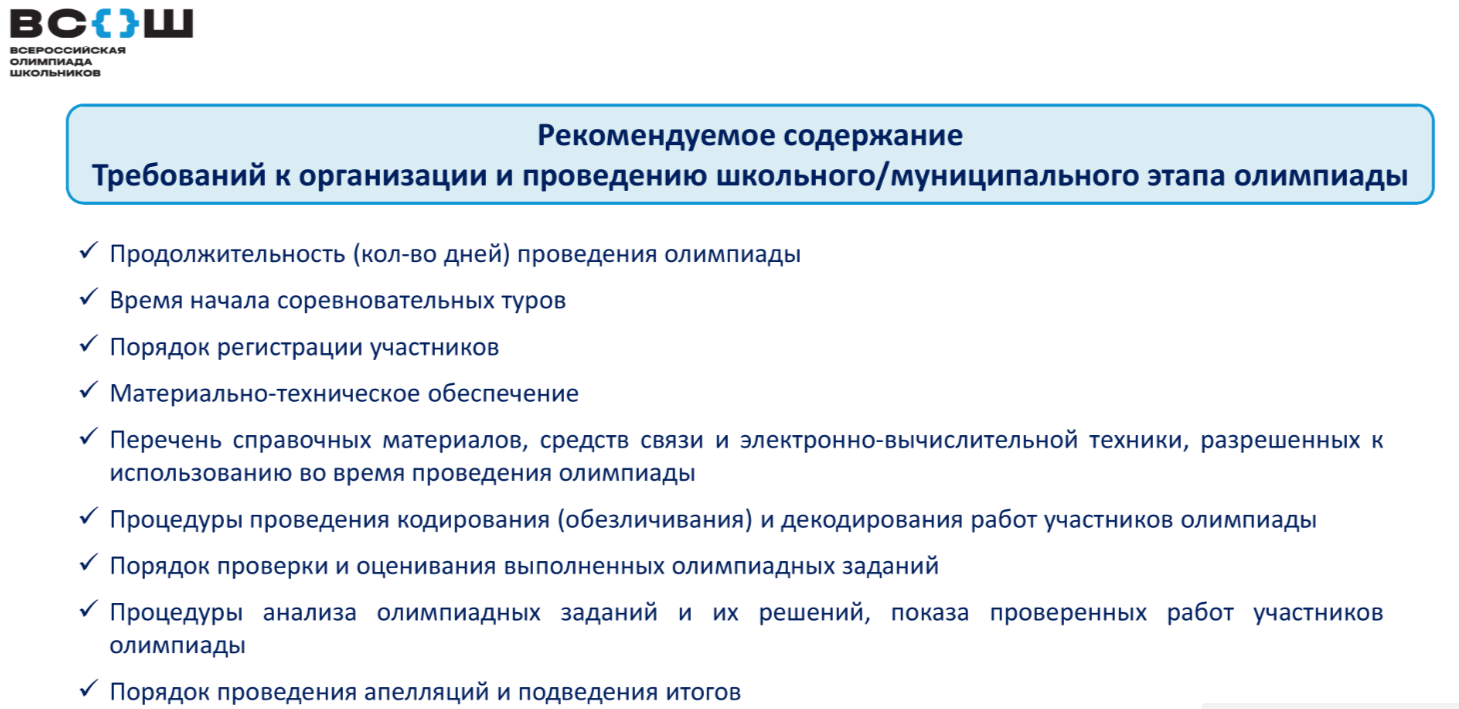 ВС{}Ш
ВСЕРОССИЙСКАЯ
ОЛИМПИАДА
ШКОЛЬНИКОВ
Рекомендуемое содержание
Требований к организации и проведению школьного/муниципального этапа олимпиады
✓ Продолжительность (кол-во дней) проведения олимпиады
✓ Время начала соревновательных туров
✓ Порядок регистрации участников
✓ Материально-техническое обеспечение
✓ Перечень справочных материалов, средств связи и электронно-вычислительной техники, разрешенных к
использованию во время проведения олимпиады
✓ Процедуры проведения кодирования (обезличивания) и декодирования работ участников олимпиады
✓ Порядок проверки и оценивания выполненных олимпиадных заданий
✓ Процедуры анализа олимпиадных заданий и их решений, показа проверенных работ участников
олимпиады
✓ Порядок проведения апелляций и подведения итогов